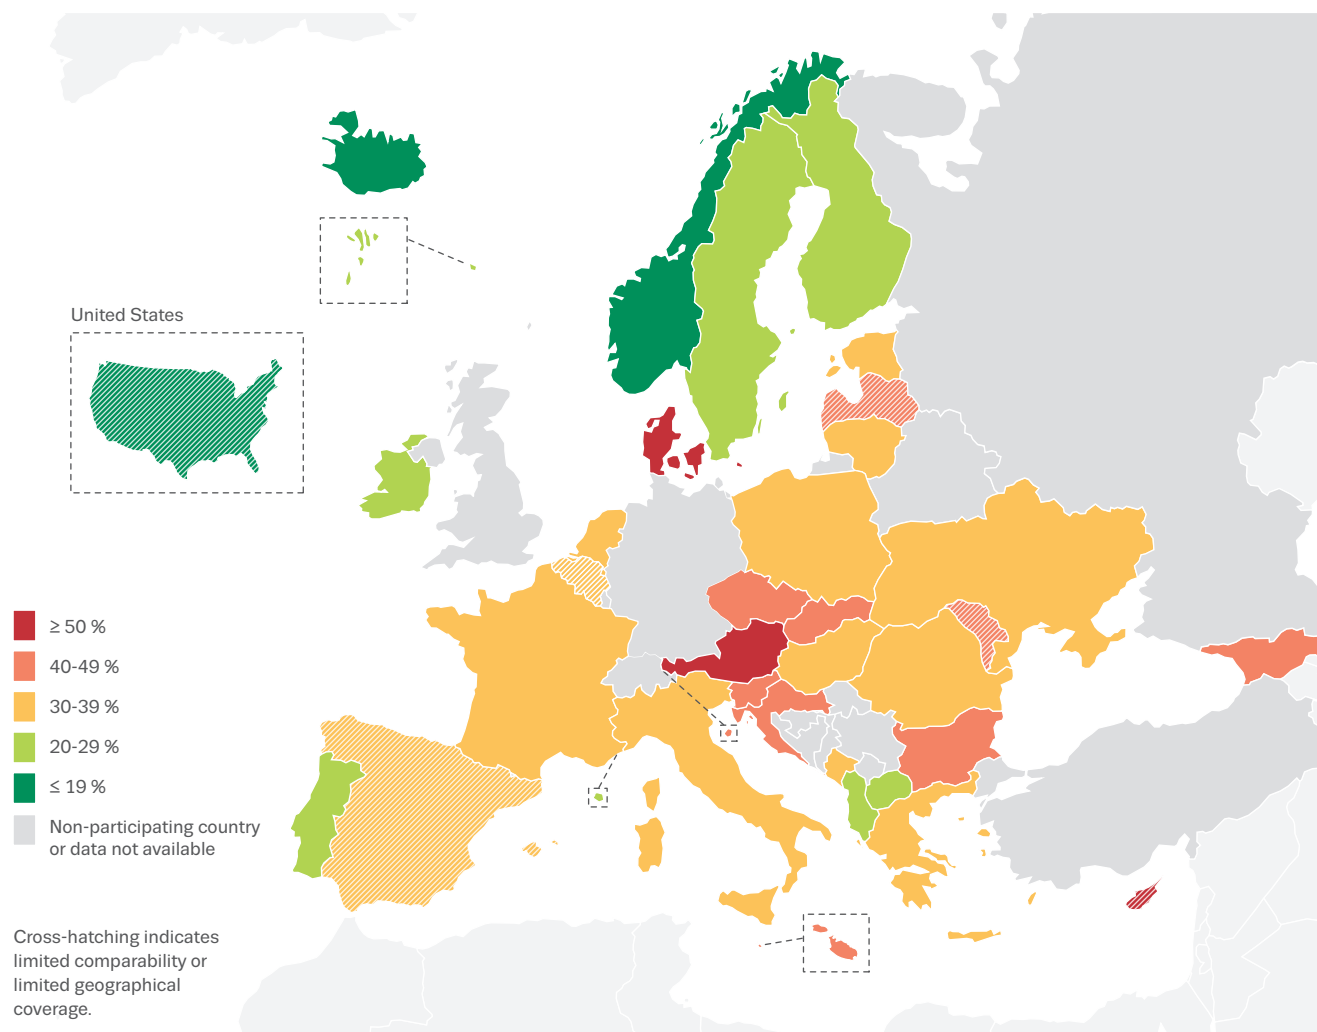 United States
≥ 50 %
40-49 %
30-39 %
20-29 %
≤ 19 %
Non-participating country
or data not available
Cross-hatching indicates
limited comparability or
limited geographical
coverage.